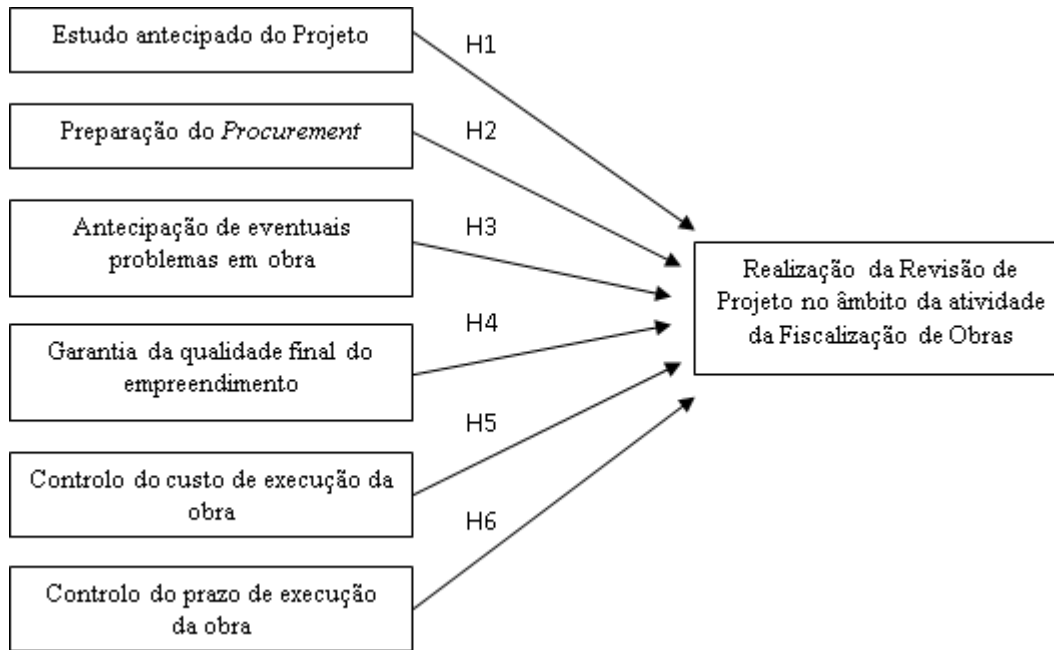 Estudo antecipado do Projeto
H1
Preparação do Procurement
H2
Antecipação de eventuais
problemas em obra
H3
Garantia da qualidade final do
empreendimento
H4
Controlo do custo de execução da
obra
H5
Controlo do prazo de execução
da obra
H6
Realização da Revisão de
Projeto no âmbito da atividade
da Fiscalização de Obras